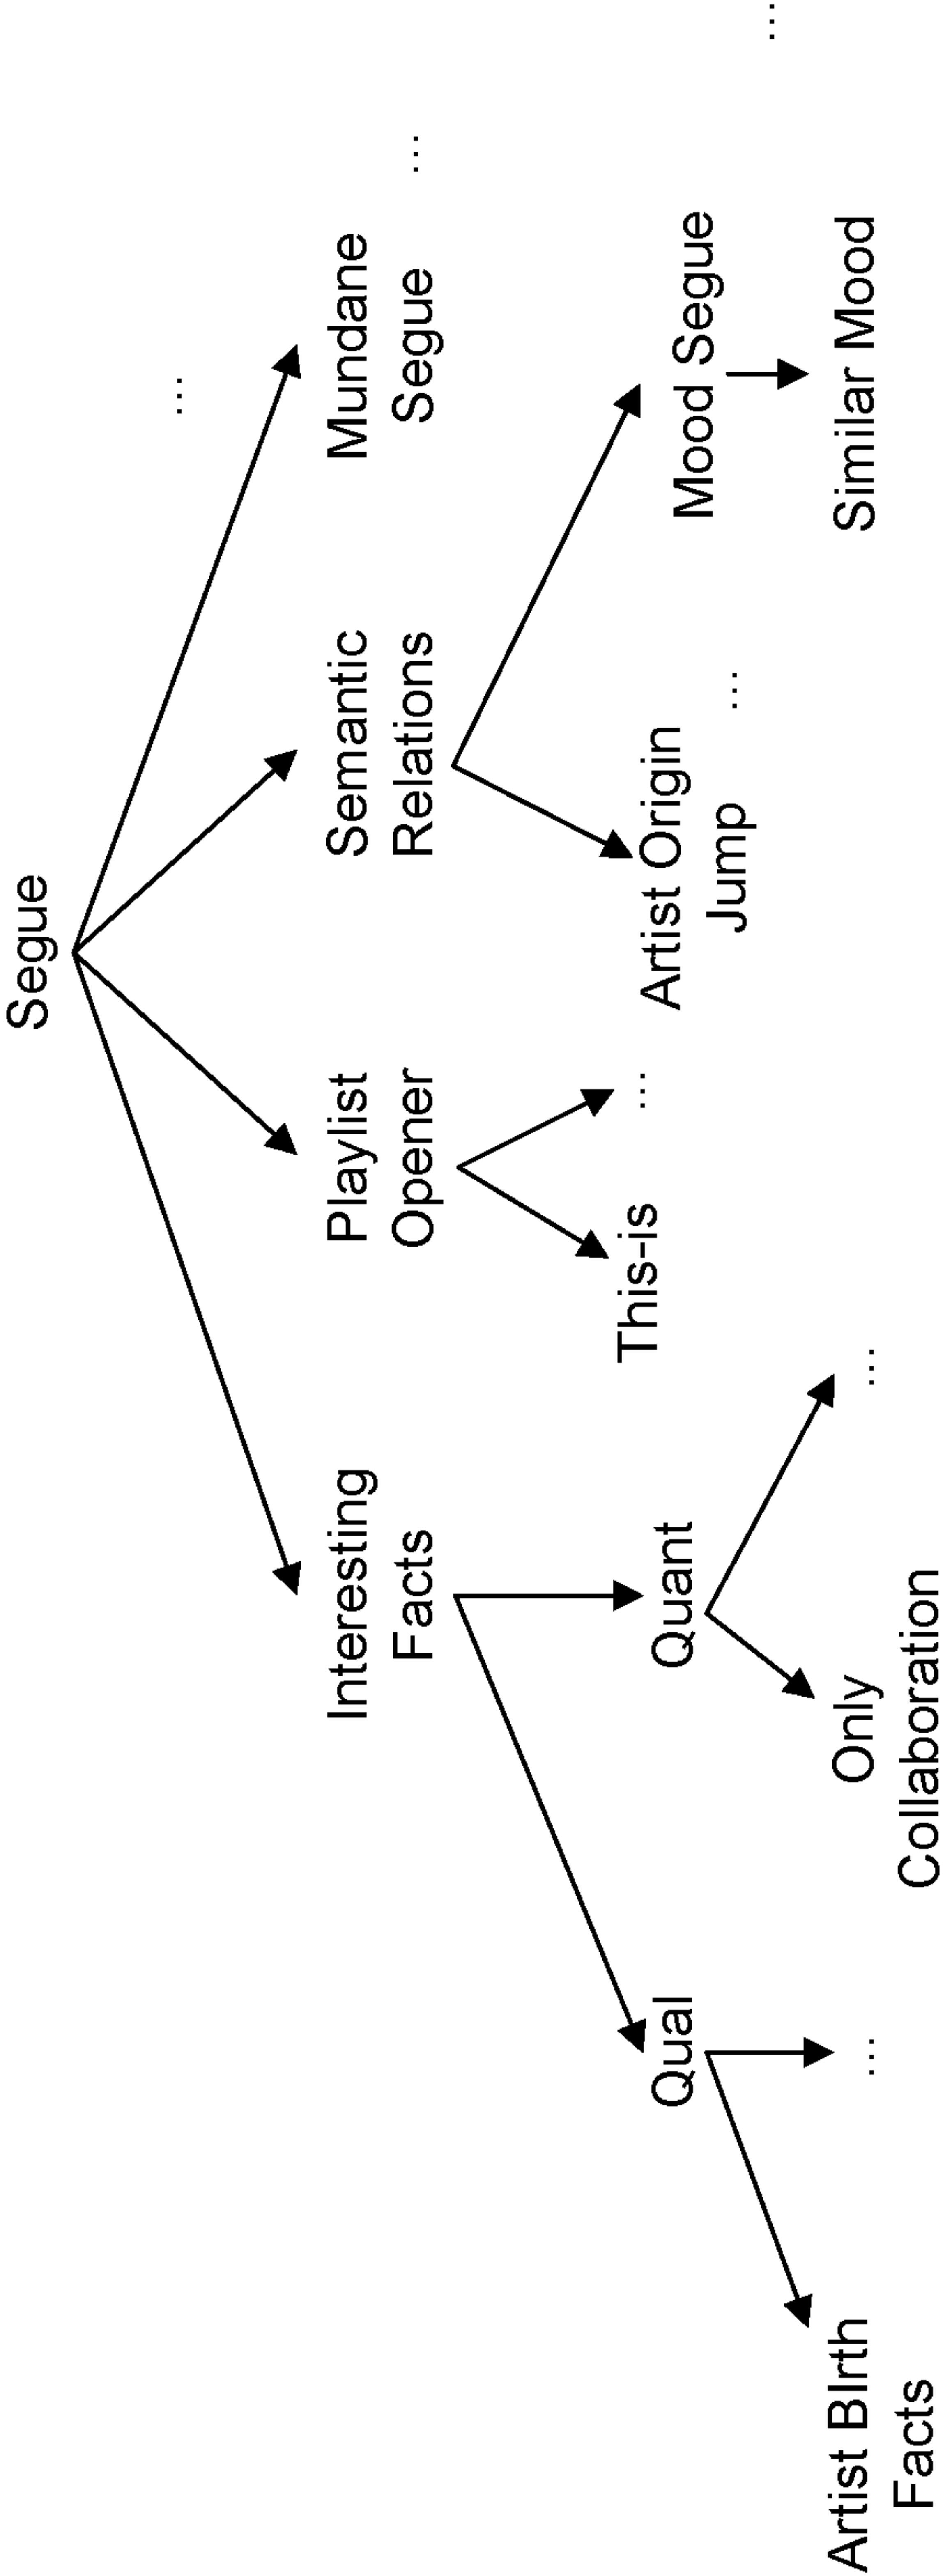 Segue
...
Interesting
Facts
Playlist
Opener
Semantic
Relations
Mundane
Segue
...
Qual
Quant
This-is
...
Artist Origin
Jump
...
Mood Segue
...
Artist BIrth
Facts
...
Only
Collaboration
...
Similar Mood